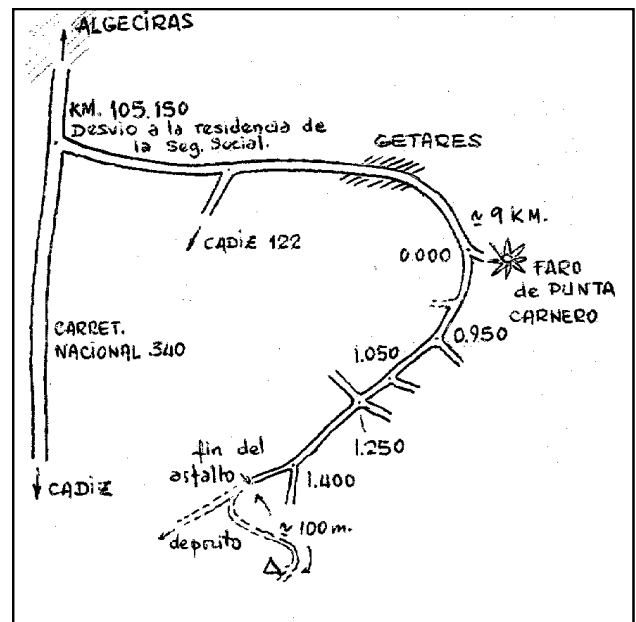 ALGECIRAS
KM. 105.150
Desvio a la residencia de
la Seg. Social.
GETARES
≃ 9 KM.
CADIZ 122
0.000
FARO
de PUNTA
CARNERO
CARRET.
NACIONAL 340
0.950
1.050
1.250
fin del
asfalto
1.400
CADIZ
≃ 100 m.
deposito